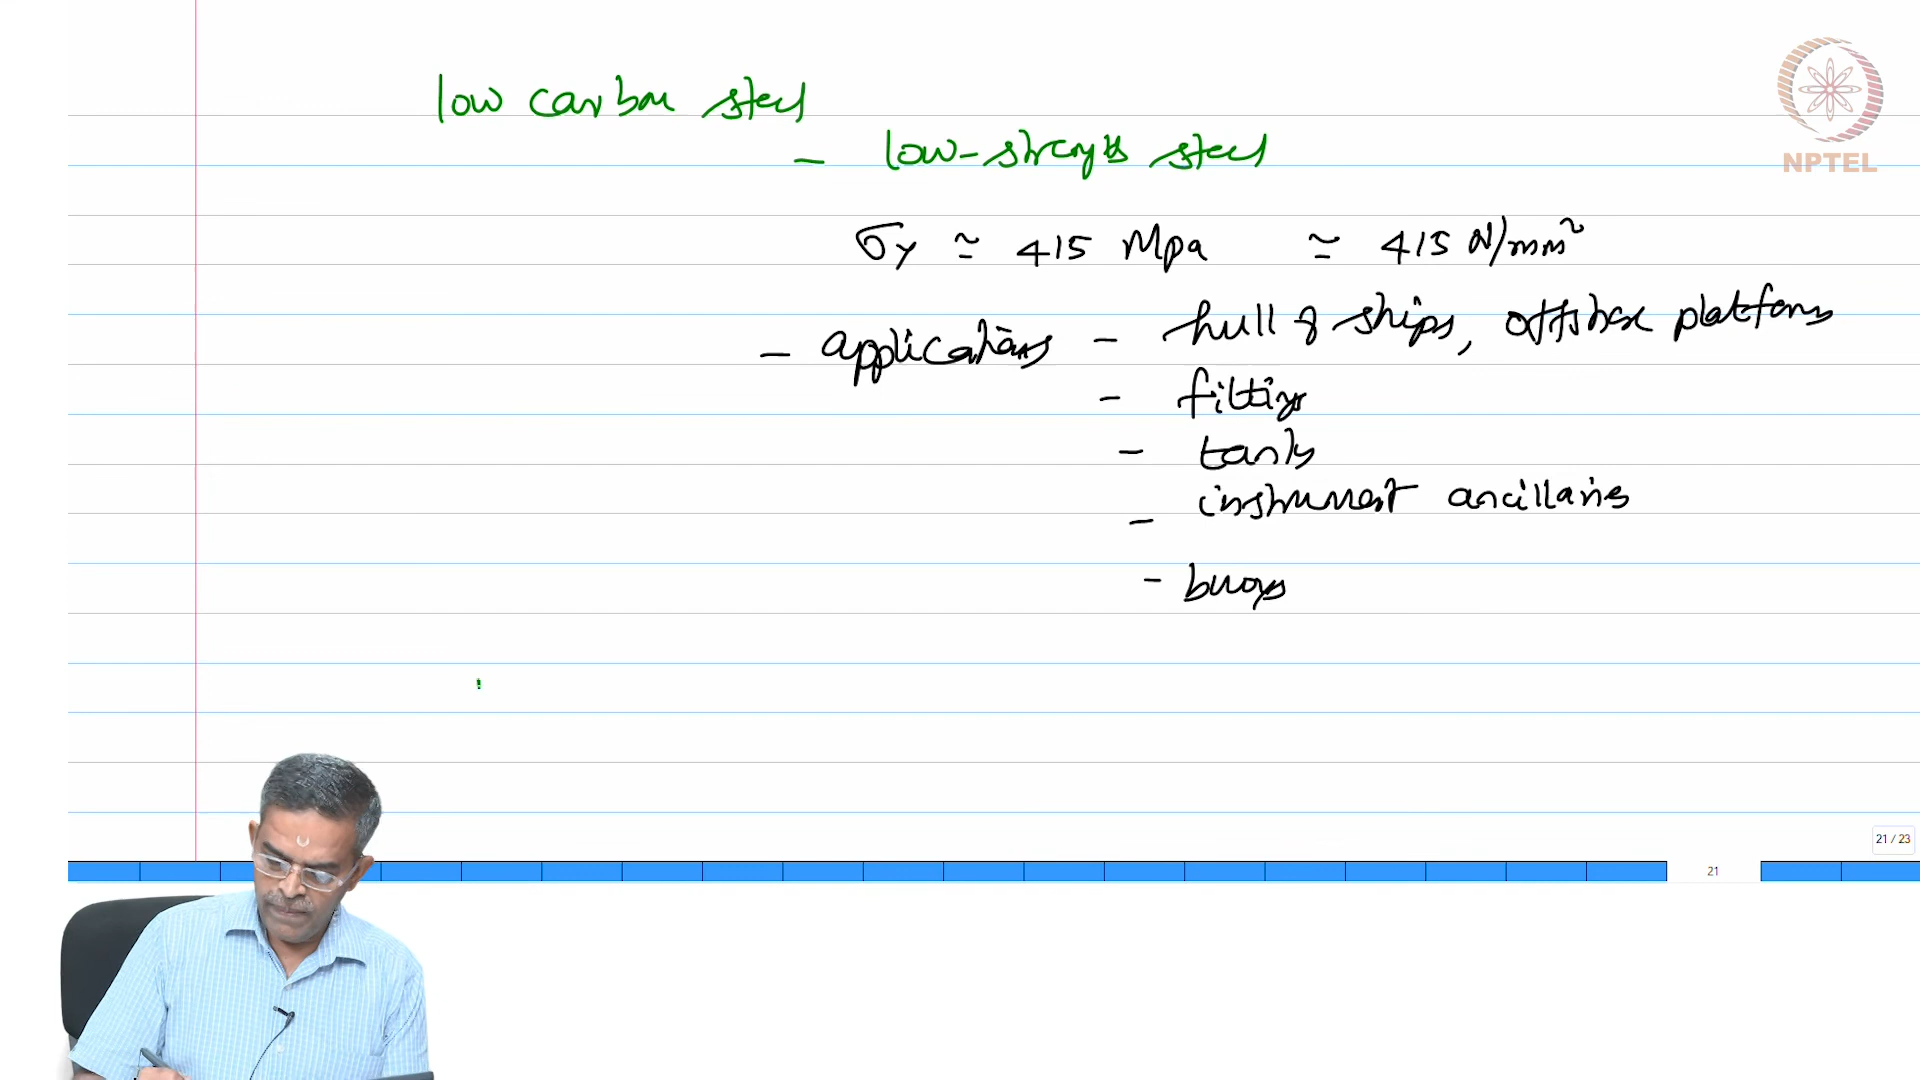 low carbon steel
- low-strength steel
σy ≃ 415 Mpa ≃ 415 N/mm²
- applications - hull of ships, offshore platforms
- fittings
- tanks
- instrument ancillaries
- buoys
NPTEL
21 / 23
21